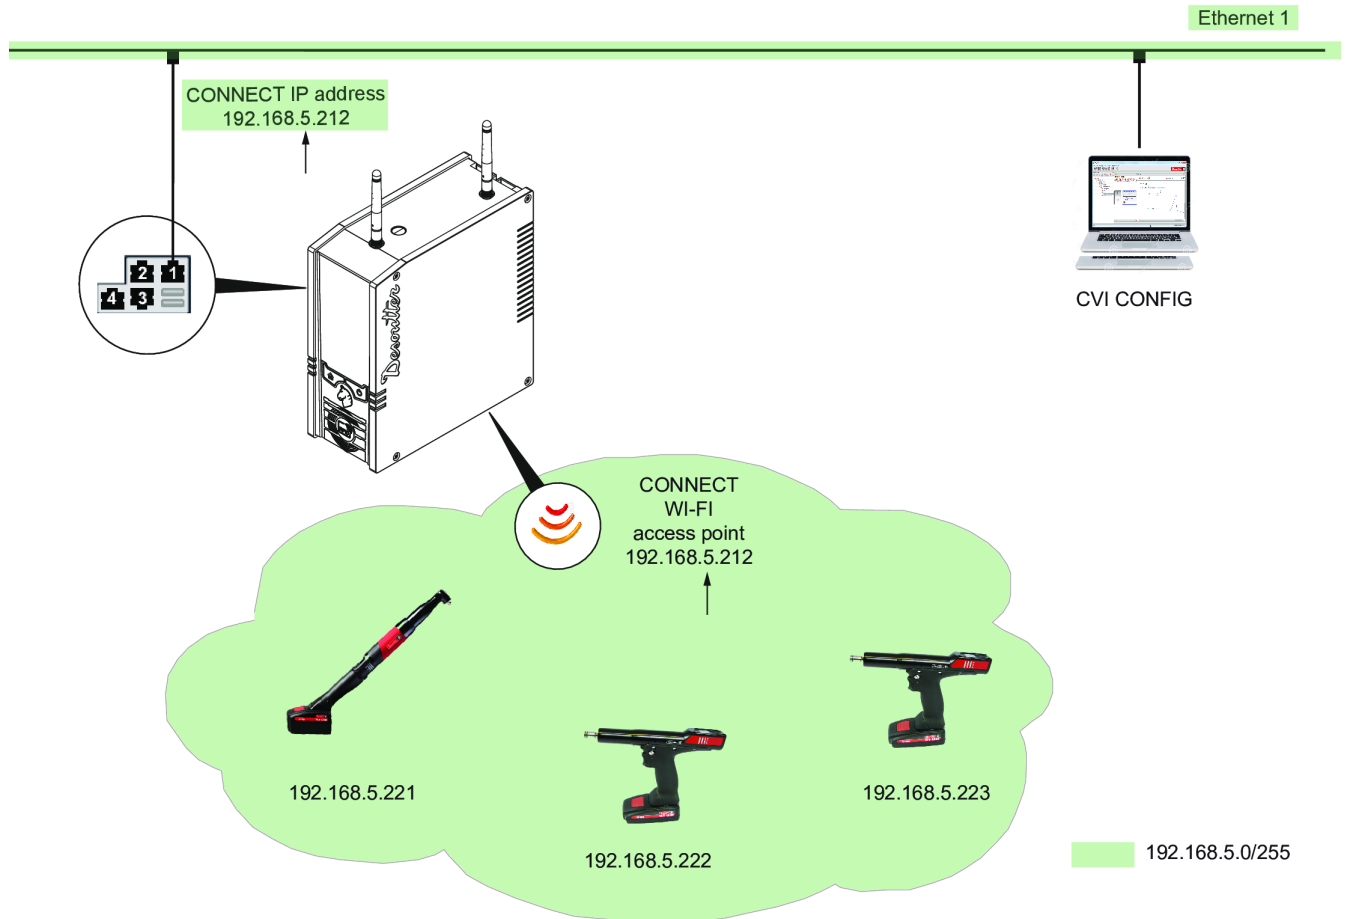 Ethernet 1
CONNECT IP address
192.168.5.212
2 1
4 3
Desoutter
CVI CONFIG
CONNECT
WI-FI
access point
192.168.5.212
192.168.5.221
192.168.5.223
192.168.5.222
192.168.5.0/255